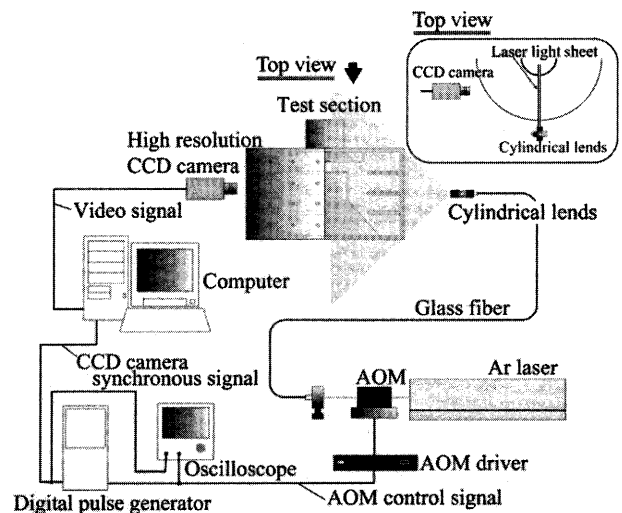 Top view
Laser light sheet
CCD camera
Cylindrical lends
Top view
Test section
High resolution
CCD camera
Video signal
Cylindrical lends
Computer
Glass fiber
CCD camera
synchronous signal
AOM
Ar laser
Oscilloscope
AOM driver
Digital pulse generator
AOM control signal